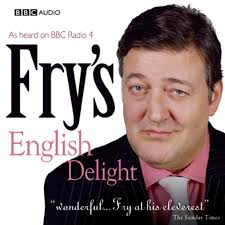 BBC AUDIO
As heard on BBC Radio 4
Fry's
English
Delight
"wonderful...Fry at his cleverest"
The Sunday Times